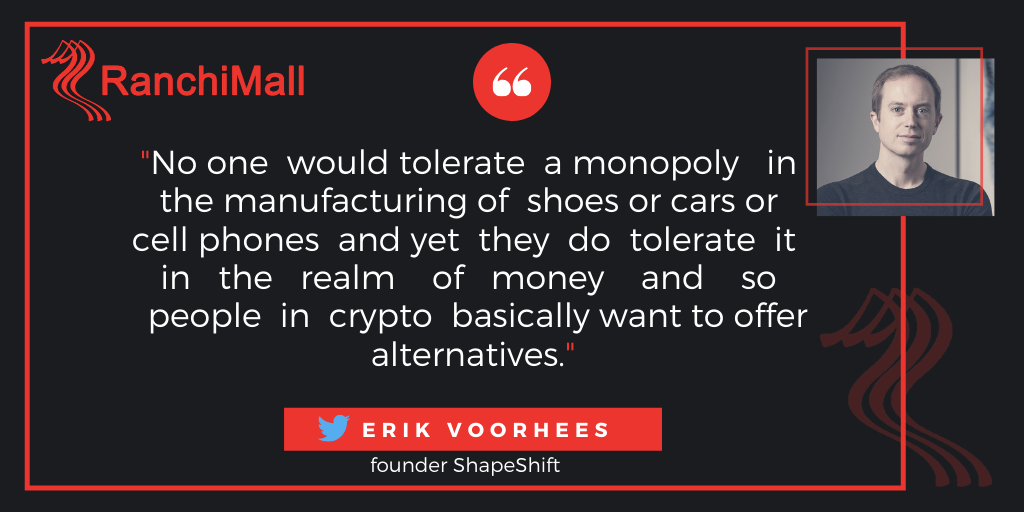 RanchiMall
"No one would tolerate a monopoly in
the manufacturing of shoes or cars or
cell phones and yet they do tolerate it
in the realm of money and so
people in crypto basically want to offer
alternatives."
ERIK VOORHEES
founder ShapeShift